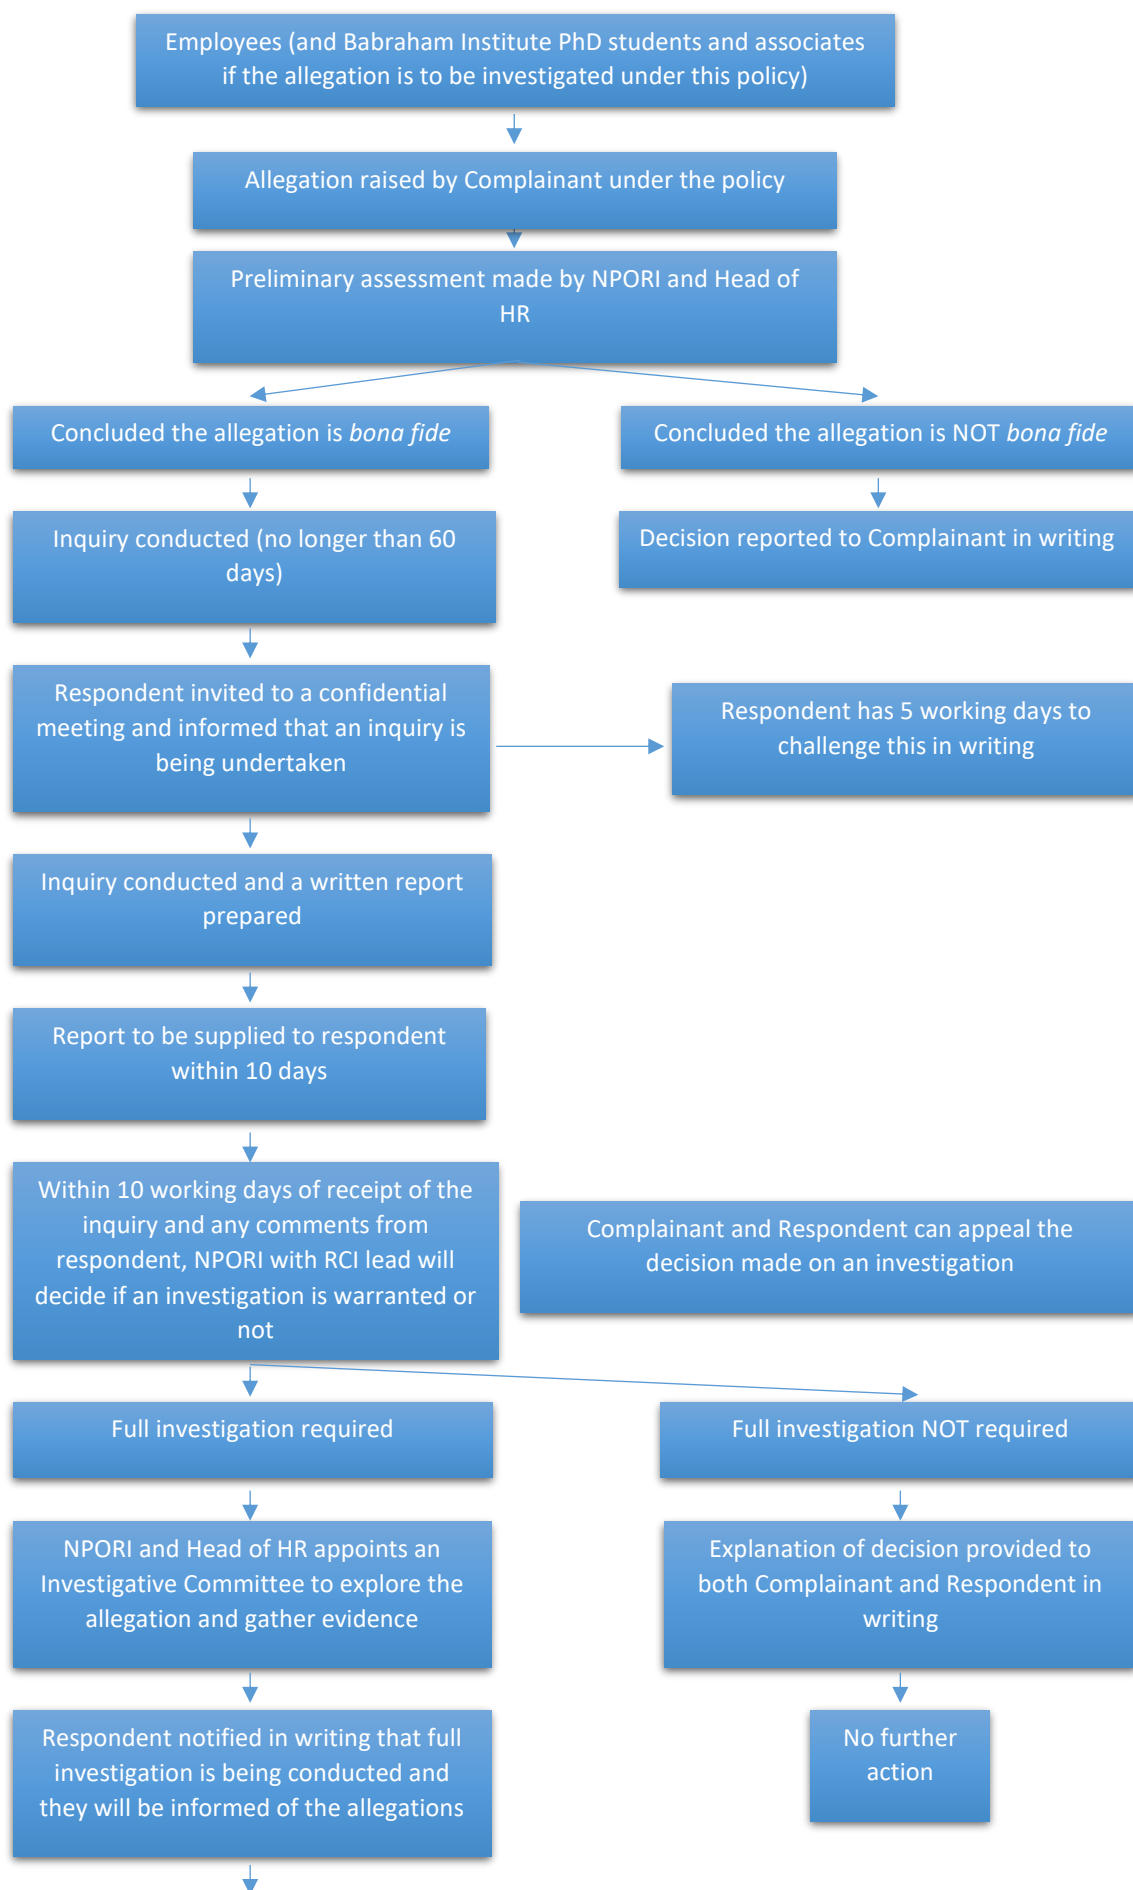 Employees (and Babraham Institute PhD students and associates
if the allegation is to be investigated under this policy)
Allegation raised by Complainant under the policy
Preliminary assessment made by NPORI and Head of
HR
Concluded the allegation is bona fide
Concluded the allegation is NOT bona fide
Inquiry conducted (no longer than 60
days)
Decision reported to Complainant in writing
Respondent invited to a confidential
meeting and informed that an inquiry is
being undertaken
Respondent has 5 working days to
challenge this in writing
Inquiry conducted and a written report
prepared
Report to be supplied to respondent
within 10 days
Within 10 working days of receipt of the
inquiry and any comments from
respondent, NPORI with RCI lead will
decide if an investigation is warranted or
not
Complainant and Respondent can appeal the
decision made on an investigation
Full investigation required
Full investigation NOT required
NPORI and Head of HR appoints an
Investigative Committee to explore the
allegation and gather evidence
Explanation of decision provided to
both Complainant and Respondent in
writing
Respondent notified in writing that full
investigation is being conducted and
they will be informed of the allegations
No further
action